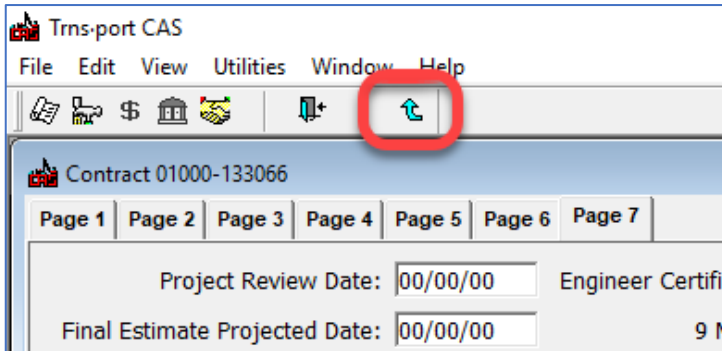 Trns·port CAS
File Edit View Utilities Window Help
$
Contract 01000-133066
Page 1 Page 2 Page 3 Page 4 Page 5 Page 6 Page 7
Project Review Date: 00/00/00 Engineer Certifi
Final Estimate Projected Date: 00/00/00 9 M